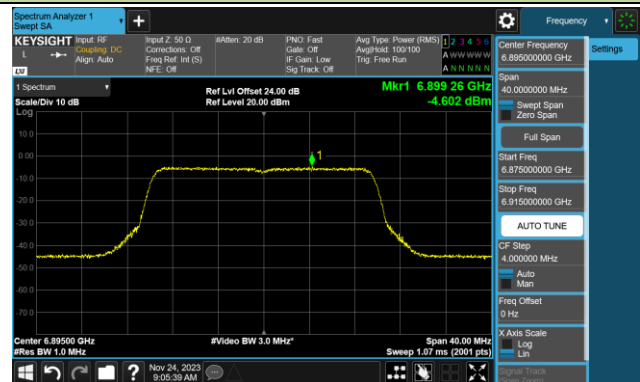 Spectrum Analyzer 1
Swept SA
Frequency
KEYSIGHT
L
LXI
Input: RF
Coupling: DC
Align: Auto
Input Z: 50 Ω
Corrections: Off
Freq Ref: Int (S)
NFE: Off
#Atten: 20 dB
PNO: Fast
Gate: Off
IF Gain: Low
Sig Track: Off
Avg Type: Power (RMS)
Avg|Hold: 100/100
Trig: Free Run
1 2 3 4 5 6
A W W W W W
A N N N N N
1 Spectrum
Scale/Div 10 dB
Log
Ref Lvl Offset 24.00 dB
Ref Level 20.00 dBm
Mkr1 6.899 26 GHz
-4.602 dBm
10.0
0.00
-10.0
-20.0
-30.0
-40.0
-50.0
-60.0
-70.0
1
Center 6.89500 GHz
#Res BW 1.0 MHz
#Video BW 3.0 MHz*
Span 40.00 MHz
Sweep 1.07 ms (2001 pts)
Nov 24, 2023
9:05:39 AM
Center Frequency
6.895000000 GHz
Settings
Span
40.0000000 MHz
Swept Span
Zero Span
Full Span
Start Freq
6.875000000 GHz
Stop Freq
6.915000000 GHz
AUTO TUNE
CF Step
4.000000 MHz
Auto
Man
Freq Offset
0 Hz
X Axis Scale
Log
Lin
Signal Track